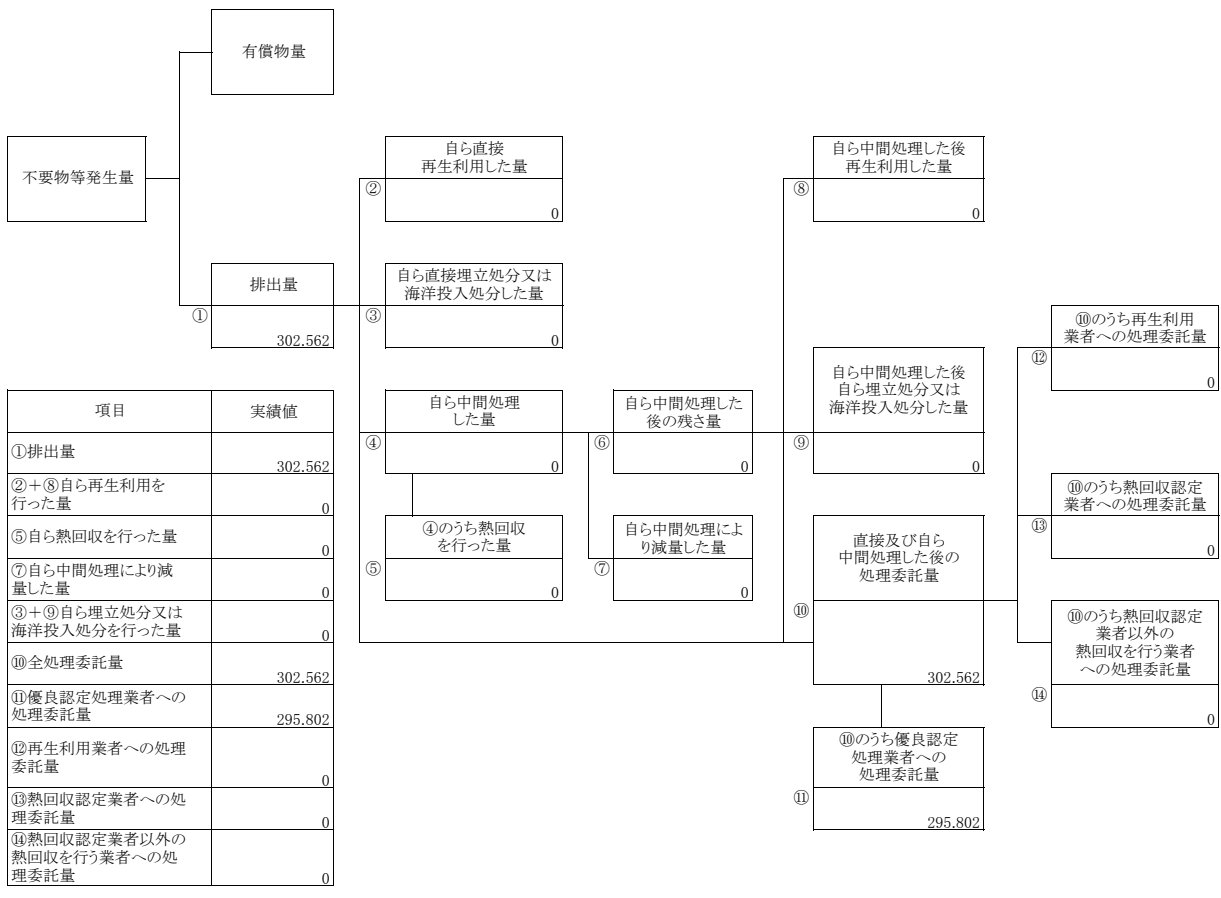 有償物量
不要物等発生量
排出量
①
302.562
自ら直接
再生利用した量
②
0
自ら直接埋立処分又は
海洋投入処分した量
③
0
自ら中間処理
した量
④
0
④のうち熱回収
を行った量
⑤
0
自ら中間処理した
後の残さ量
⑥
0
自ら中間処理によ
り減量した量
⑦
0
自ら中間処理した後
再生利用した量
⑧
0
自ら中間処理した後
自ら埋立処分又は
海洋投入処分した量
⑨
0
直接及び自ら
中間処理した後の
処理委託量
⑩
302.562
⑩のうち優良認定
処理業者への
処理委託量
⑪
295.802
⑩のうち再生利用
業者への処理委託量
⑫
0
⑩のうち熱回収認定
業者への処理委託量
⑬
0
⑩のうち熱回収認定
業者以外の
熱回収を行う業者
への処理委託量
⑭
0
項目 実績値
①排出量
302.562
②＋⑧自ら再生利用を
行った量
0
⑤自ら熱回収を行った量
0
⑦自ら中間処理により減
量した量
0
③＋⑨自ら埋立処分又は
海洋投入処分を行った量
0
⑩全処理委託量
302.562
⑪優良認定処理業者への
処理委託量
295.802
⑫再生利用業者への処理
委託量
0
⑬熱回収認定業者への処
理委託量
0
⑭熱回収認定業者以外の
熱回収を行う業者への処
理委託量
0